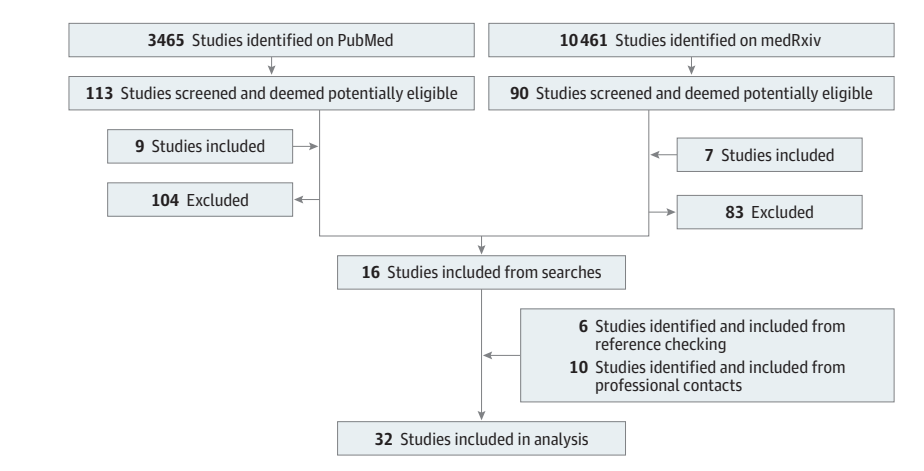 3465 Studies identified on PubMed
10461 Studies identified on medRxiv
113 Studies screened and deemed potentially eligible
90 Studies screened and deemed potentially eligible
9 Studies included
7 Studies included
104 Excluded
83 Excluded
16 Studies included from searches
6 Studies identified and included from
reference checking
10 Studies identified and included from
professional contacts
32 Studies included in analysis